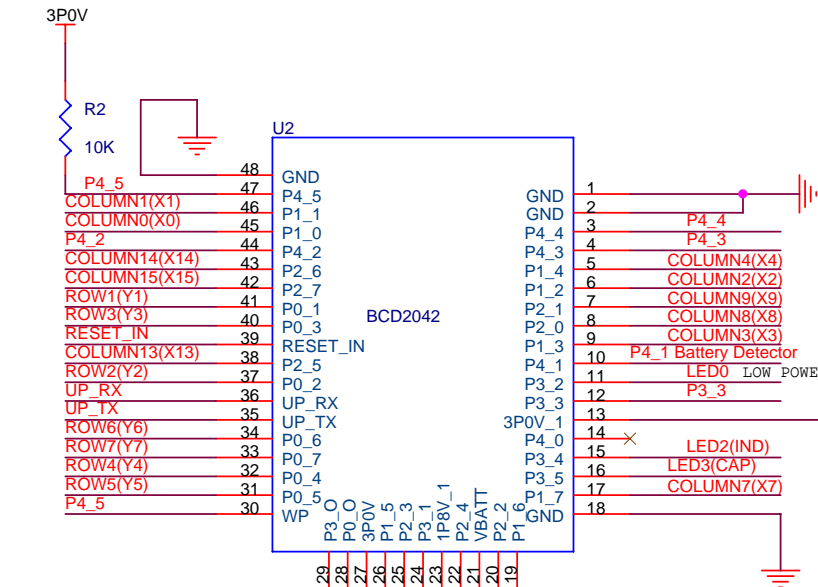 3P0V
R2
10K
U2
BCD2042
48 GND
P4_5 47 P4_5
COLUMN1(X1) 46 P1_1
COLUMN0(X0) 45 P1_0
P4_2 44 P4_2
COLUMN14(X14) 43 P2_6
COLUMN15(X15) 42 P2_7
ROW1(Y1) 41 P0_1
ROW3(Y3) 40 P0_3
RESET_IN 39 RESET_IN
COLUMN13(X13) 38 P2_5
ROW2(Y2) 37 P0_2
UP_RX 36 UP_RX
UP_TX 35 UP_TX
ROW6(Y6) 34 P0_6
ROW7(Y7) 33 P0_7
ROW4(Y4) 32 P0_4
ROW5(Y5) 31 P0_5
P4_5 30 WP
GND 1
GND 2
P4_4 3 P4_4
P4_3 4 P4_3
P1_4 5 COLUMN4(X4)
P1_2 6 COLUMN2(X2)
P2_1 7 COLUMN9(X9)
P2_0 8 COLUMN8(X8)
P1_3 9 COLUMN3(X3)
P4_1 10 P4_1 Battery Detector
P3_2 11 LED0 LOW POWE
P3_3 12 P3_3
3P0V_1 13
P4_0 14
P3_4 15 LED2(IND)
P3_5 16 LED3(CAP)
P1_7 17 COLUMN7(X7)
GND 18
P3_O 29
P0_O 28
3P0V 27
P1_5 26
P2_3 25
P3_1 24
1P8V_1 23
P2_4 22
VBATT 21
P2_2 20
P1_6 19